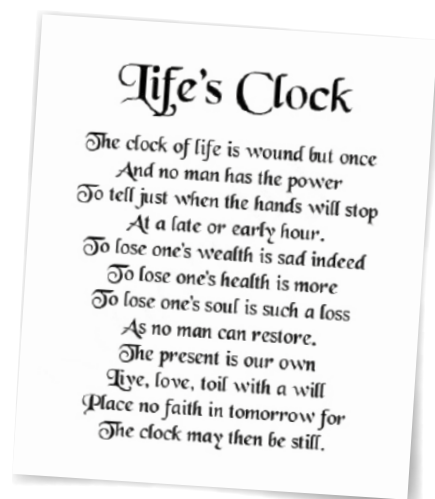 Life's Clock
The clock of life is wound but once
And no man has the power
To tell just when the hands will stop
At a late or early hour.
To lose one's wealth is sad indeed
To lose one's health is more
To lose one's soul is such a loss
As no man can restore.
The present is our own
Live, love, toil with a will
Place no faith in tomorrow for
The clock may then be still.